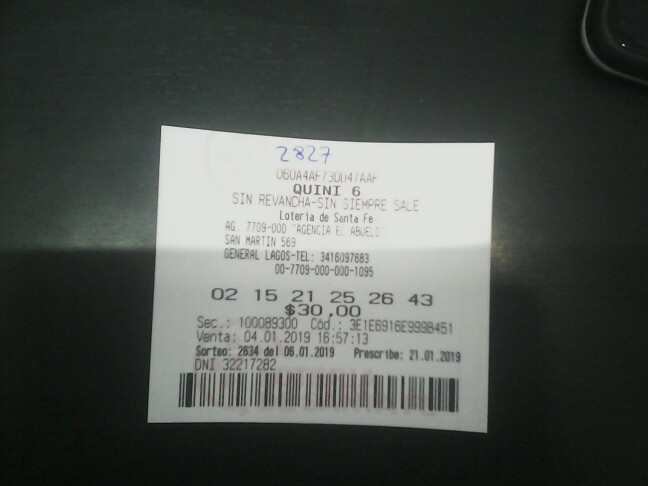 2827
060A4AF73D047AAF
QUINI 6
SIN REVANCHA-SIN SIEMPRE SALE
Loteria de Santa Fe
AG. 7709-000 "AGENCIA EL ABUELO"
SAN MARTIN 569
GENERAL LAGOS-TEL: 3416097683
00-7709-000-000-1095
02 15 21 25 26 43
$30,00
Sec.: 100089300 Cód.: 3E1E6916E9998451
Venta: 04.01.2019 16:57:13
Sorteo: 2634 del 06.01.2019 Prescribe: 21.01.2019
DNI 32217282